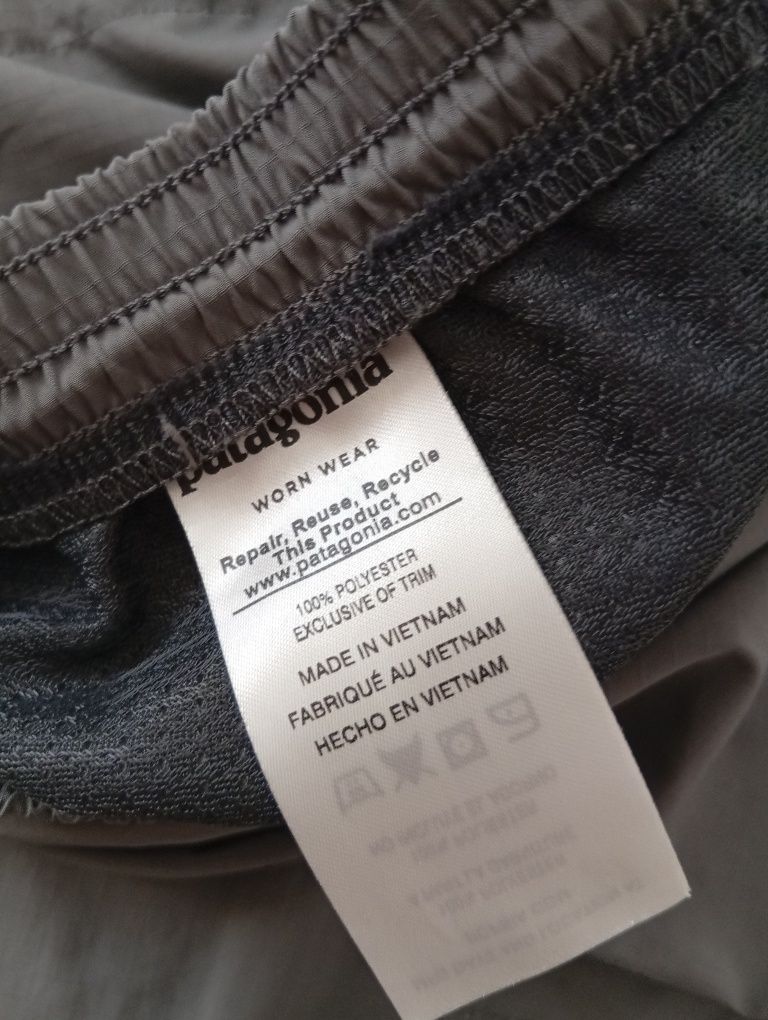 patagonia
WORN WEAR
Repair, Reuse, Recycle
This Product
www.patagonia.com
100% POLYESTER
EXCLUSIVE OF TRIM
MADE IN VIETNAM
FABRIQUÉ AU VIETNAM
HECHO EN VIETNAM